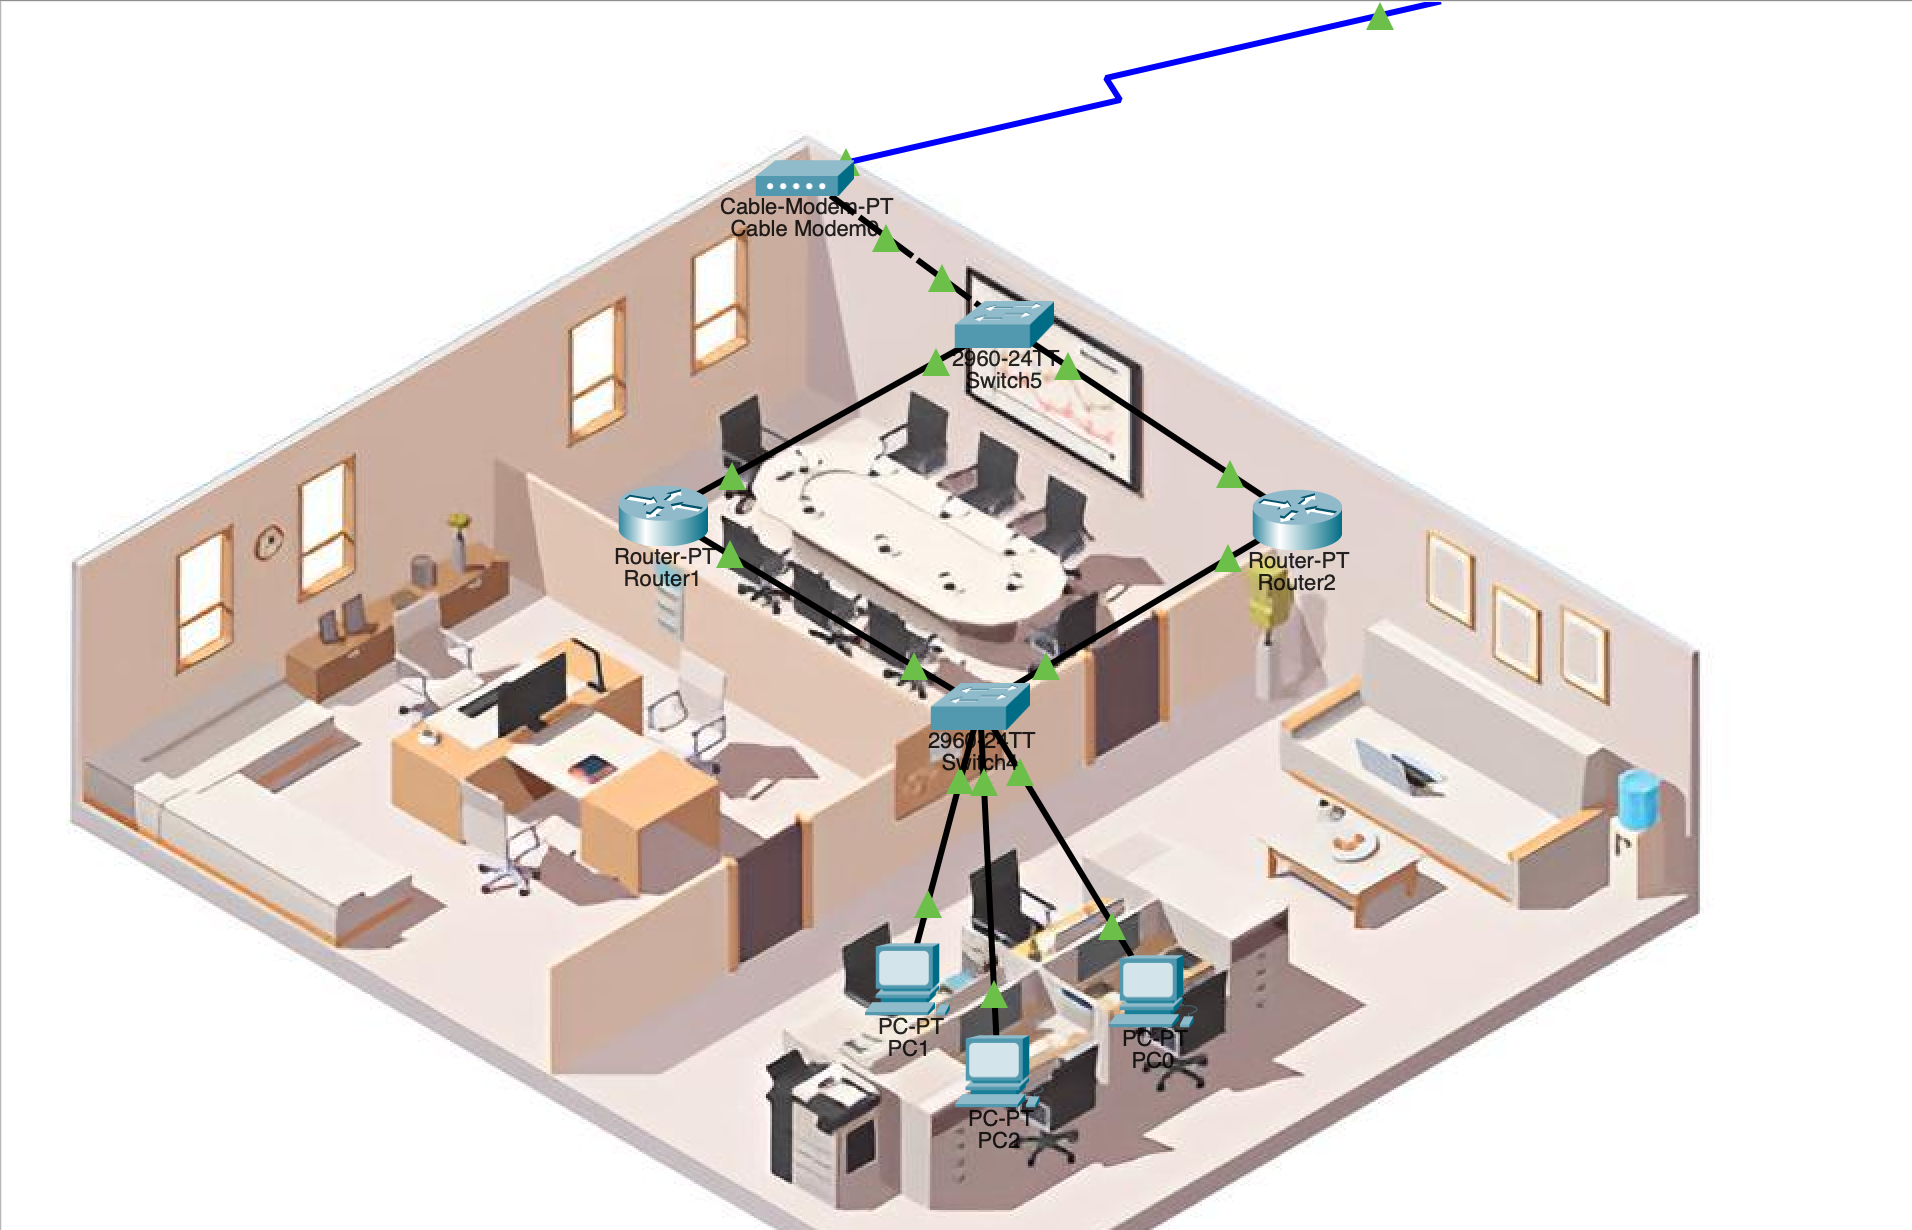 Cable-Modem-PT
Cable Modem0
2960-24TT
Switch5
Router-PT
Router1
Router-PT
Router2
2960-24TT
Switch4
PC-PT
PC1
PC-PT
PC0
PC-PT
PC2